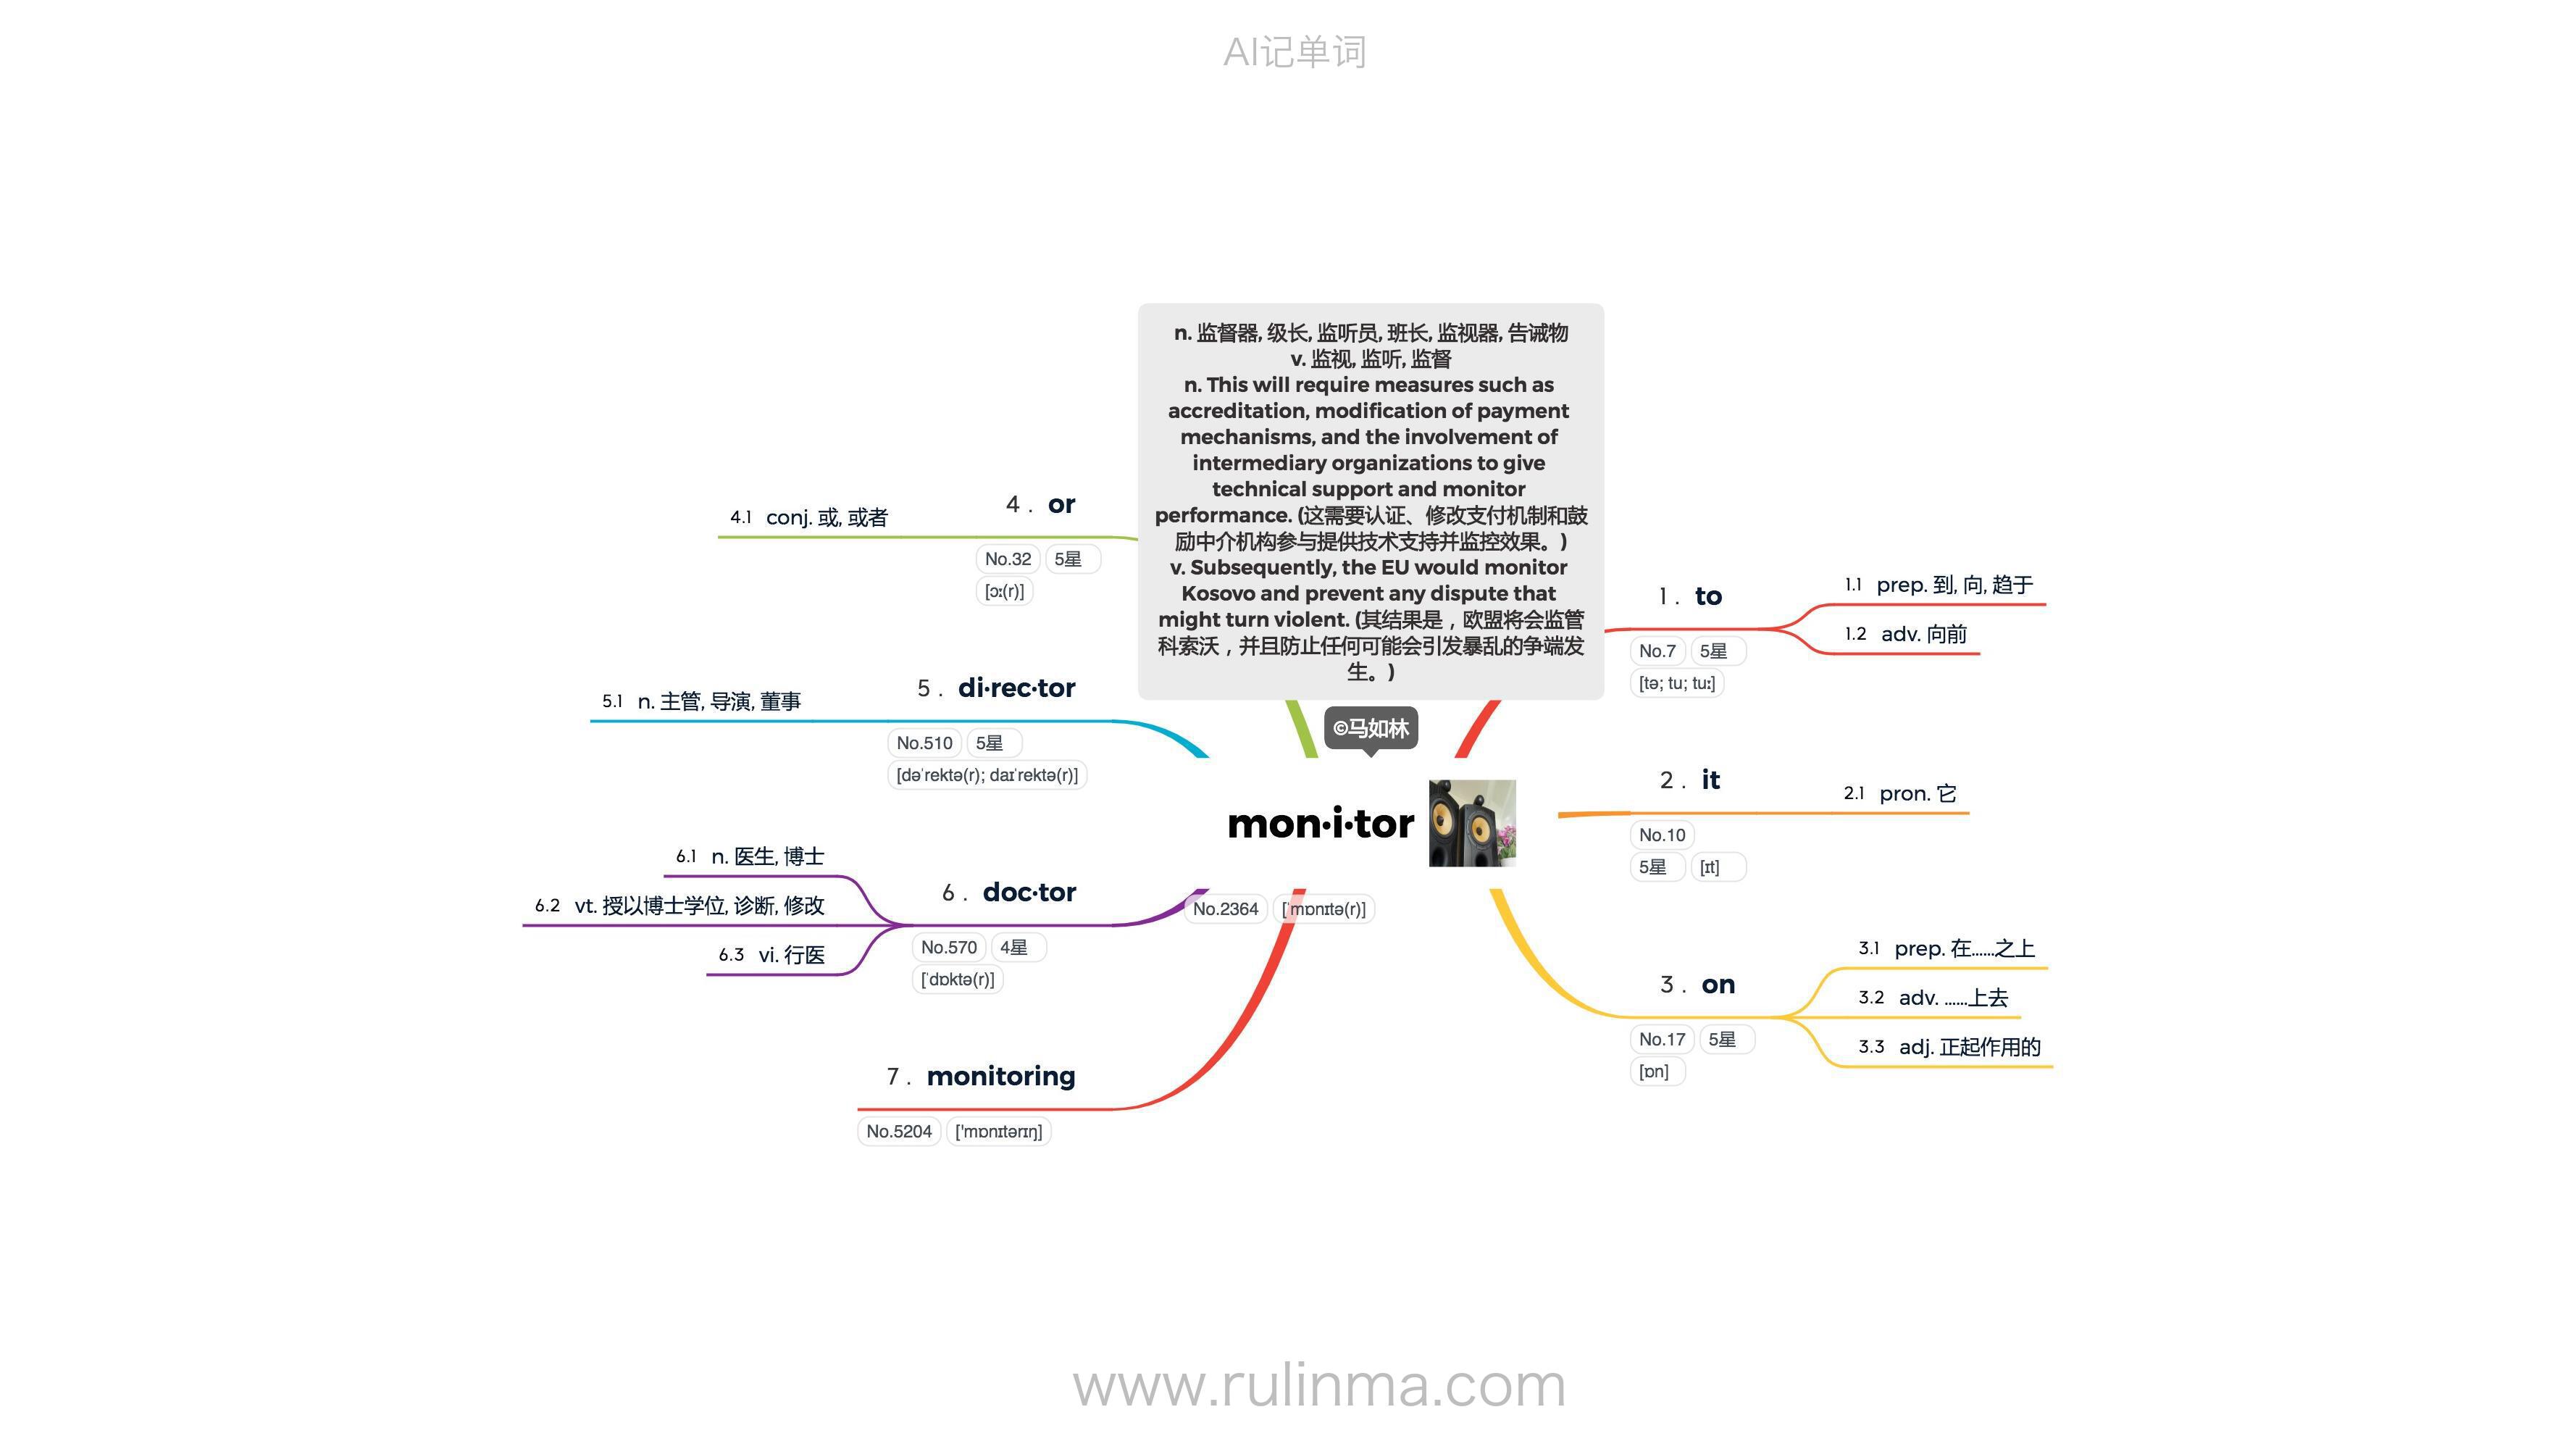 AI记单词
n. 监督器, 级长, 监听员, 班长, 监视器, 告诫物
v. 监视, 监听, 监督
n. This will require measures such as
accreditation, modification of payment
mechanisms, and the involvement of
intermediary organizations to give
technical support and monitor
performance. (这需要认证、修改支付机制和鼓
励中介机构参与提供技术支持并监控效果。)
v. Subsequently, the EU would monitor
Kosovo and prevent any dispute that
might turn violent. (其结果是，欧盟将会监管
科索沃，并且防止任何可能会引发暴乱的争端发
生。)
©马如林
mon·i·tor
No.2364 [ˈmɒnɪtə(r)]
1 . to
No.7 5星
[tə; tu; tuː]
1.1 prep. 到, 向, 趋于
1.2 adv. 向前
2 . it
No.10
5星 [ɪt]
2.1 pron. 它
3 . on
No.17 5星
[ɒn]
3.1 prep. 在……之上
3.2 adv. ……上去
3.3 adj. 正起作用的
4 . or
No.32 5星
[ɔː(r)]
4.1 conj. 或, 或者
5 . di·rec·tor
No.510 5星
[dəˈrektə(r); daɪˈrektə(r)]
5.1 n. 主管, 导演, 董事
6 . doc·tor
No.570 4星
[ˈdɒktə(r)]
6.1 n. 医生, 博士
6.2 vt. 授以博士学位, 诊断, 修改
6.3 vi. 行医
7 . monitoring
No.5204 ['mɒnɪtərɪŋ]
www.rulinma.com